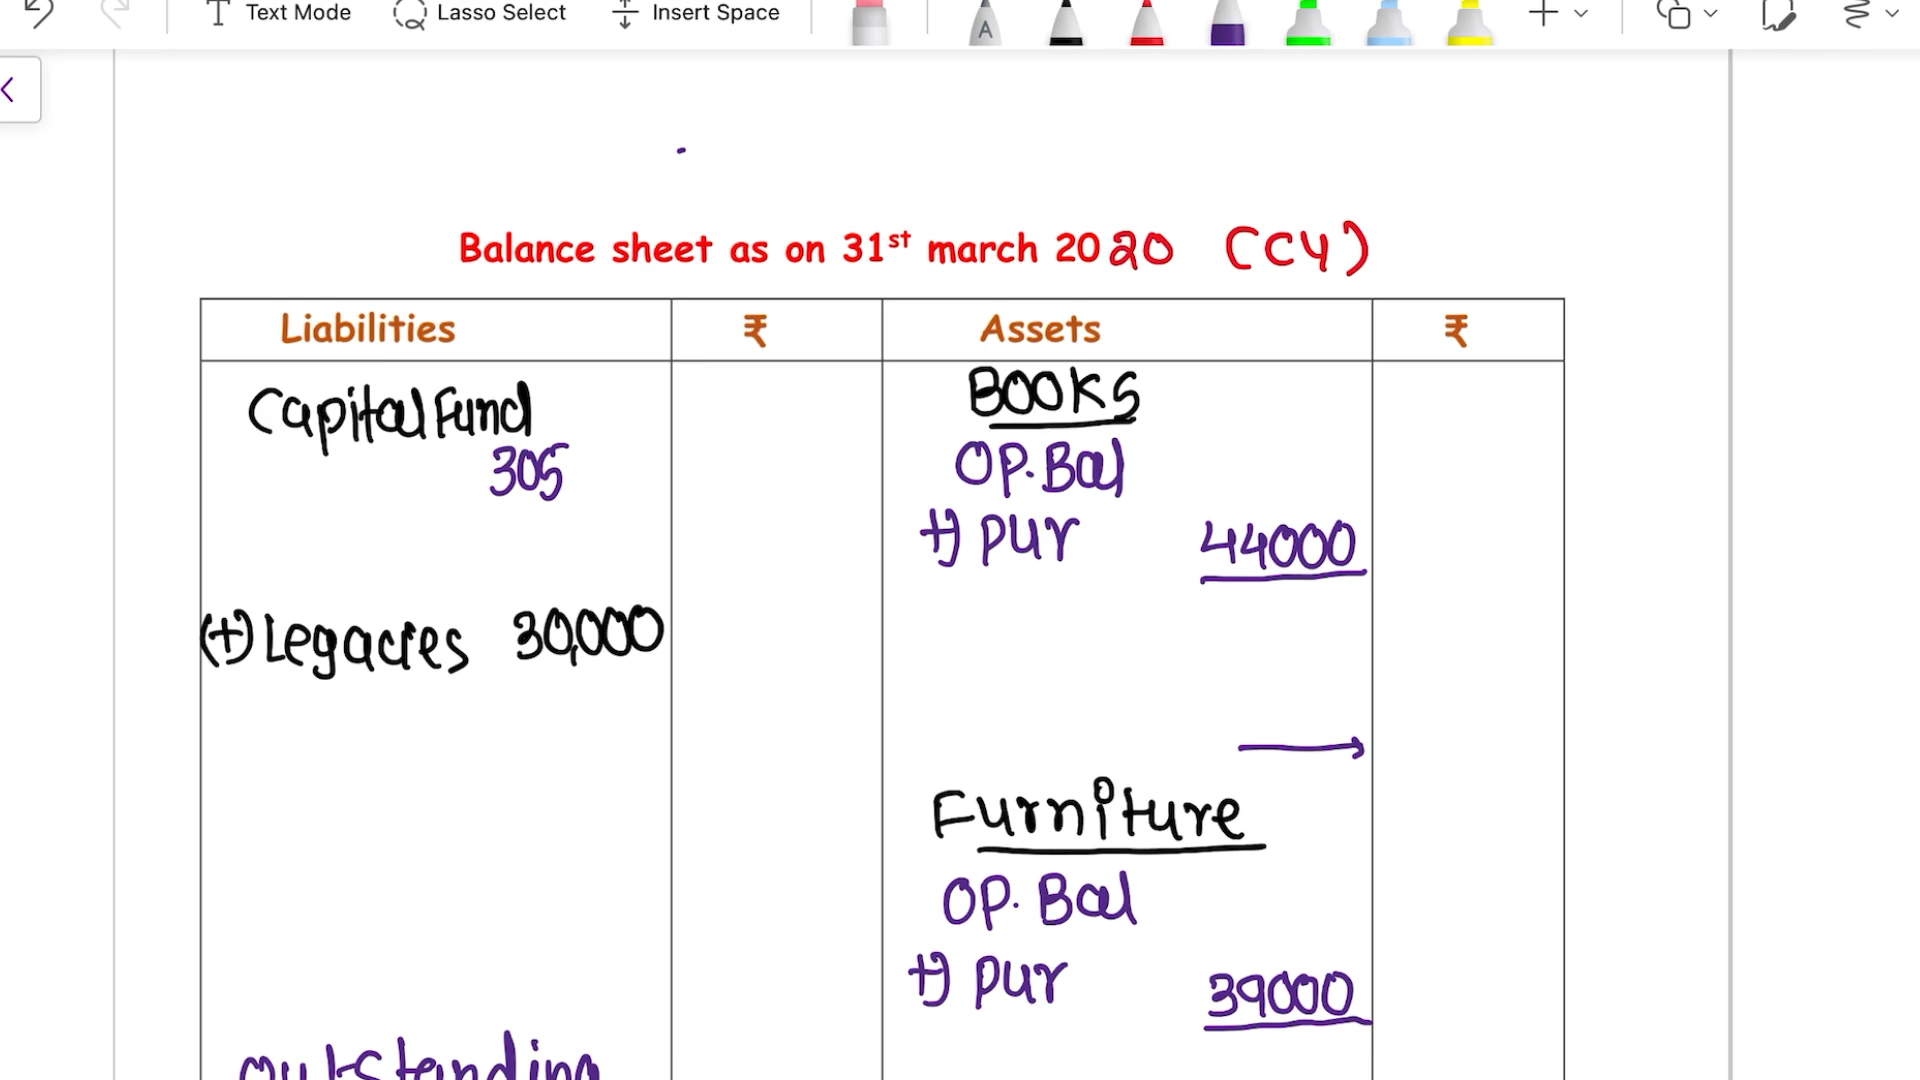 Text Mode Lasso Select Insert Space
Balance sheet as on 31st march 2020 (CY)
Liabilities ₹ Assets ₹
Capital Fund
305
(+) Legacies 30,000
BOOKS
OP. Bal
+) pur 44000
Furniture
OP. Bal
+) pur 39000
Outstanding